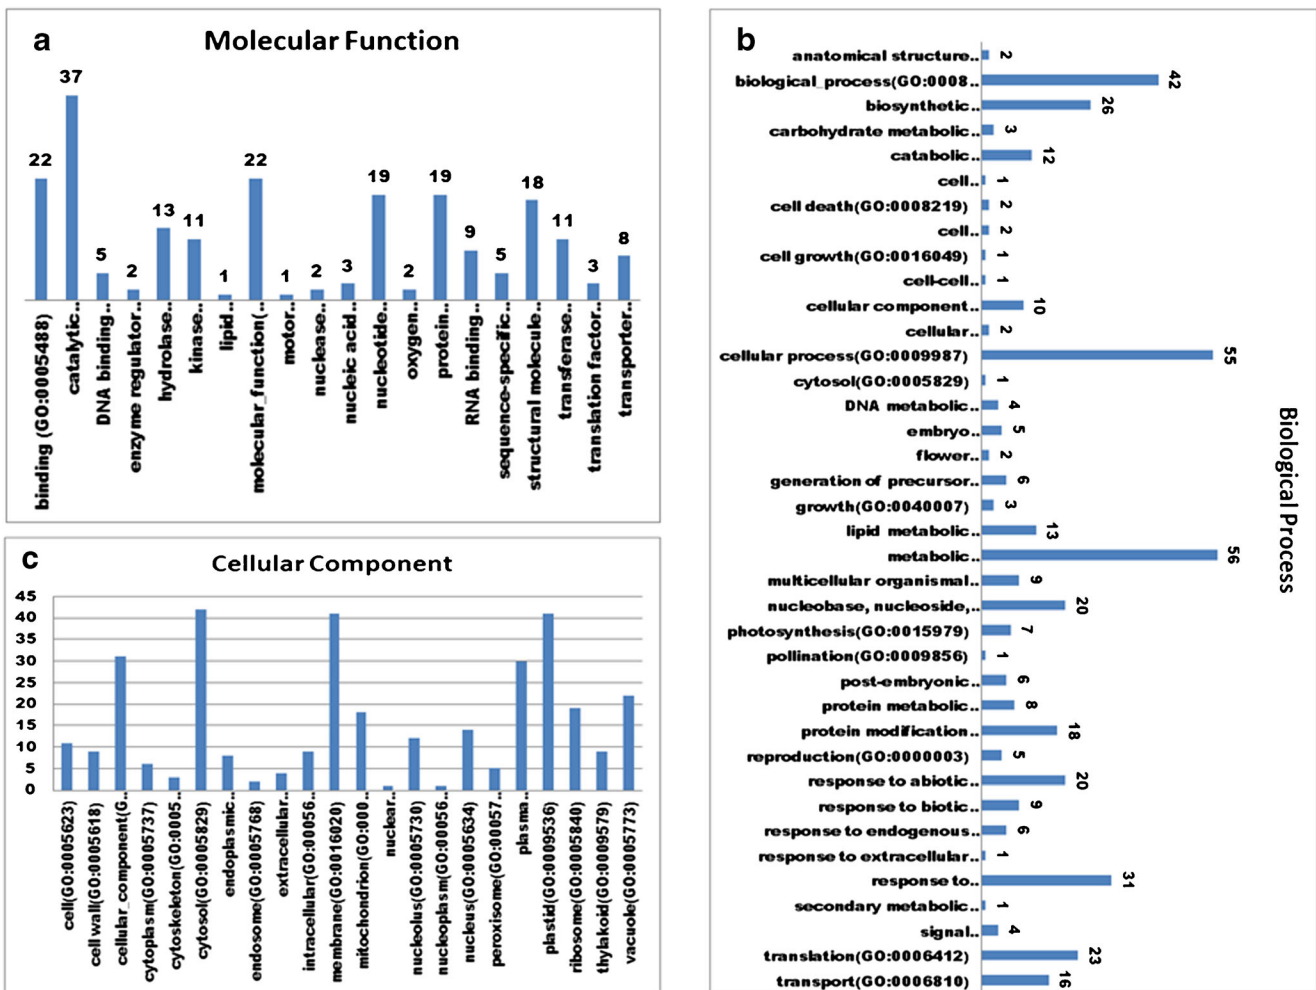 a
Molecular Function
37
22
22
19
19
18
13
11
11
9
8
5
5
3
3
2
2
2
1
1
binding (GO:0005488)
catalytic..
DNA binding..
enzyme regulator..
hydrolase..
kinase..
lipid..
molecular_function(..
motor..
nuclease..
nucleic acid..
nucleotide..
oxygen..
protein..
RNA binding..
sequence-specific..
structural molecule..
transferase..
translation factor..
transporter..
b
Biological Process
anatomical structure.. 2
biological_process(GO:0008.. 42
biosynthetic.. 26
carbohydrate metabolic.. 3
catabolic.. 12
cell.. 1
cell death(GO:0008219) 2
cell.. 2
cell growth(GO:0016049) 1
cell-cell.. 1
cellular component.. 10
cellular.. 2
cellular process(GO:0009987) 55
cytosol(GO:0005829) 1
DNA metabolic.. 4
embryo.. 5
flower.. 2
generation of precursor.. 6
growth(GO:0040007) 3
lipid metabolic.. 13
metabolic.. 56
multicellular organismal.. 9
nucleobase, nucleoside,.. 20
photosynthesis(GO:0015979) 7
pollination(GO:0009856) 1
post-embryonic.. 6
protein metabolic.. 8
protein modification.. 18
reproduction(GO:0000003) 5
response to abiotic.. 20
response to biotic.. 9
response to endogenous.. 6
response to extracellular.. 1
response to.. 31
secondary metabolic.. 1
signal.. 4
translation(GO:0006412) 23
transport(GO:0006810) 16
c
Cellular Component
45
40
35
30
25
20
15
10
5
0
cell(GO:0005623)
cell wall(GO:0005618)
cellular_component(G..
cytoplasm(GO:0005737)
cytoskeleton(GO:0005..
cytosol(GO:0005829)
endoplasmic..
endosome(GO:0005768)
extracellular..
intracellular(GO:00056..
membrane(GO:0016020)
mitochondrion(GO:000..
nuclear..
nucleolus(GO:0005730)
nucleoplasm(GO:00056..
nucleus(GO:0005634)
peroxisome(GO:00057..
plasma..
plastid(GO:0009536)
ribosome(GO:0005840)
thylakoid(GO:0009579)
vacuole(GO:0005773)